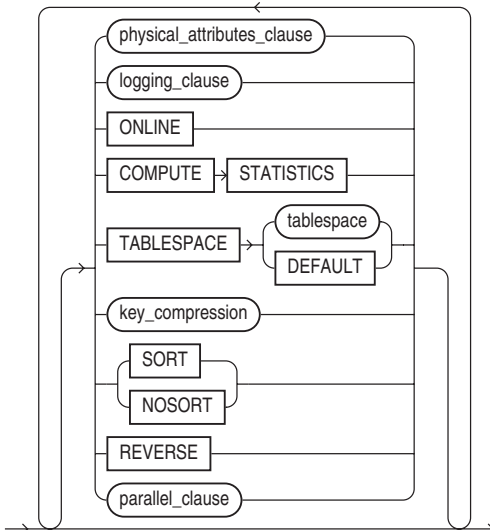 physical_attributes_clause
logging_clause
ONLINE
COMPUTE STATISTICS
tablespace
TABLESPACE
DEFAULT
key_compression
SORT
NOSORT
REVERSE
parallel_clause